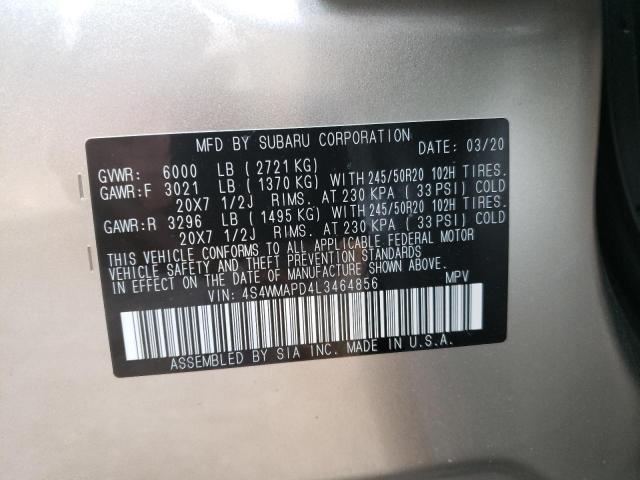 MFD BY SUBARU CORPORATION DATE: 03/20
GVWR: 6000 LB ( 2721 KG)
GAWR:F 3021 LB ( 1370 KG) WITH 245/50R20 102H TIRES.
20X7 1/2J RIMS. AT 230 KPA ( 33 PSI) COLD
GAWR:R 3296 LB ( 1495 KG) WITH 245/50R20 102H TIRES.
20X7 1/2J RIMS. AT 230 KPA ( 33 PSI) COLD
THIS VEHICLE CONFORMS TO ALL APPLICABLE FEDERAL MOTOR
VEHICLE SAFETY AND THEFT PREVENTION STANDARDS
IN EFFECT ON THE DATE OF MANUFACTURE SHOWN ABOVE.
VIN: 4S4WMAPD4L3464856 MPV
ASSEMBLED BY SIA INC. MADE IN U.S.A.